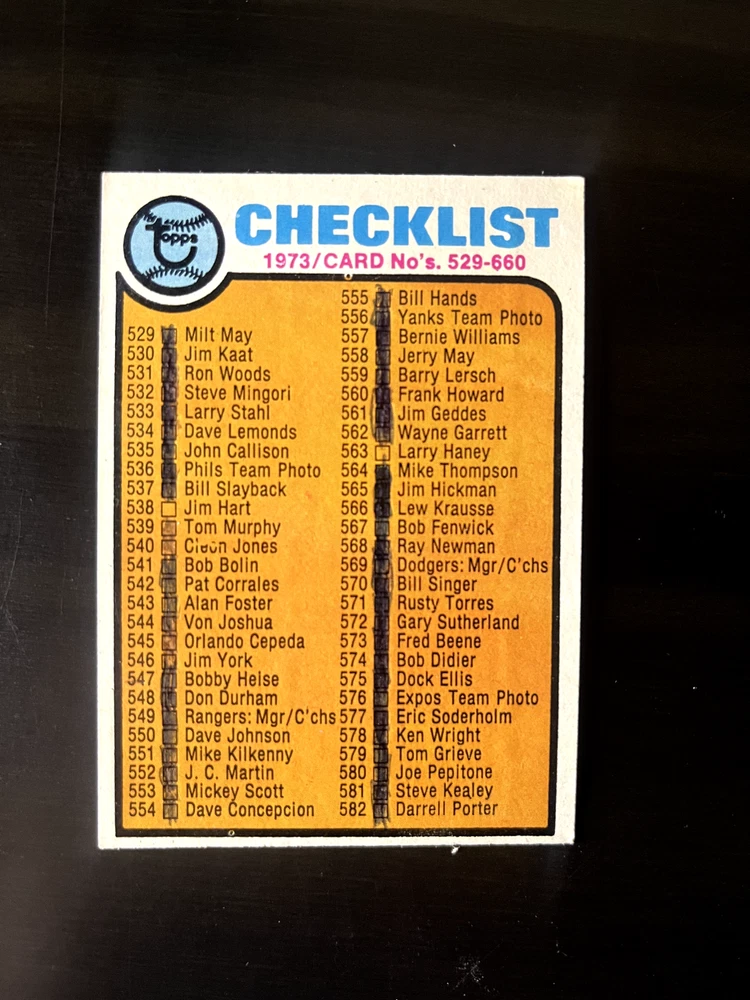 the Topps
CHECKLIST
1973/CARD No's. 529-660
529 Milt May
530 Jim Kaat
531 Ron Woods
532 Steve Mingori
533 Larry Stahl
534 Dave Lemonds
535 John Callison
536 Phils Team Photo
537 Bill Slayback
538 Jim Hart
539 Tom Murphy
540 Cleon Jones
541 Bob Bolin
542 Pat Corrales
543 Alan Foster
544 Von Joshua
545 Orlando Cepeda
546 Jim York
547 Bobby Heise
548 Don Durham
549 Rangers: Mgr/C'chs
550 Dave Johnson
551 Mike Kilkenny
552 J. C. Martin
553 Mickey Scott
554 Dave Concepcion
555 Bill Hands
556 Yanks Team Photo
557 Bernie Williams
558 Jerry May
559 Barry Lersch
560 Frank Howard
561 Jim Geddes
562 Wayne Garrett
563 Larry Haney
564 Mike Thompson
565 Jim Hickman
566 Lew Krausse
567 Bob Fenwick
568 Ray Newman
569 Dodgers: Mgr/C'chs
570 Bill Singer
571 Rusty Torres
572 Gary Sutherland
573 Fred Beene
574 Bob Didier
575 Dock Ellis
576 Expos Team Photo
577 Eric Soderholm
578 Ken Wright
579 Tom Grieve
580 Joe Pepitone
581 Steve Kealey
582 Darrell Porter